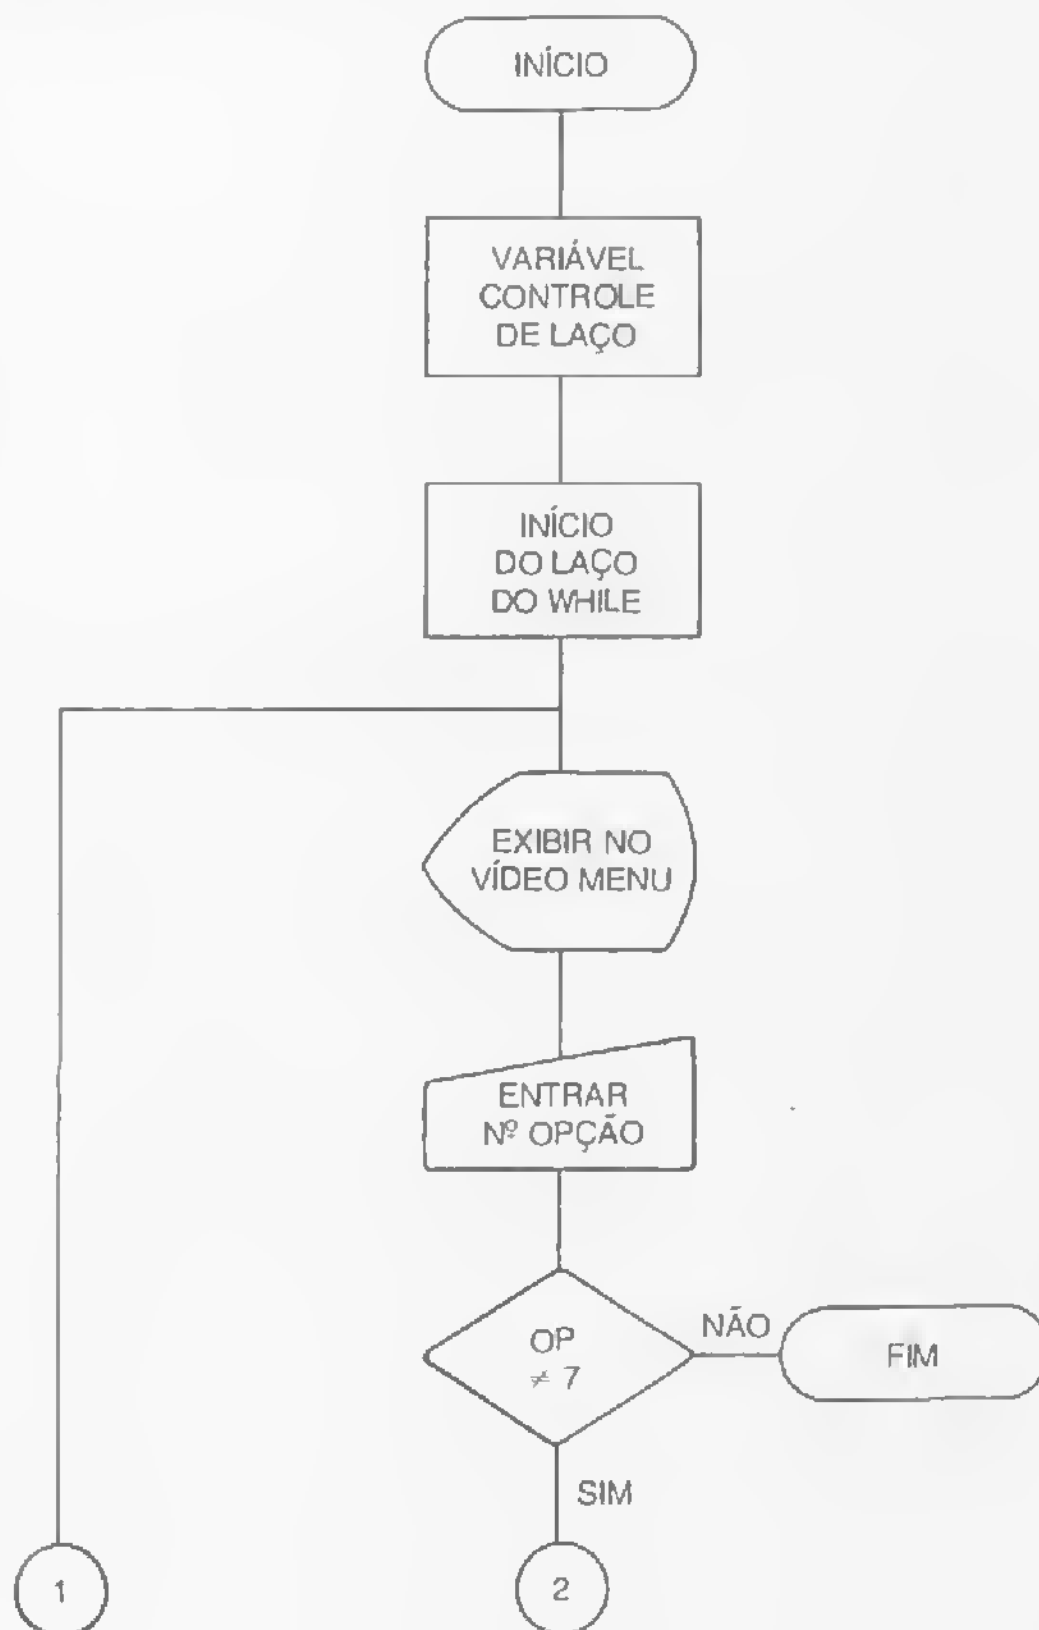 INÍCIO
VARIÁVEL
CONTROLE
DE LAÇO
INÍCIO
DO LAÇO
DO WHILE
EXIBIR NO
VÍDEO MENU
ENTRAR
Nº OPÇÃO
OP
≠ 7
NÃO
FIM
SIM
1
2